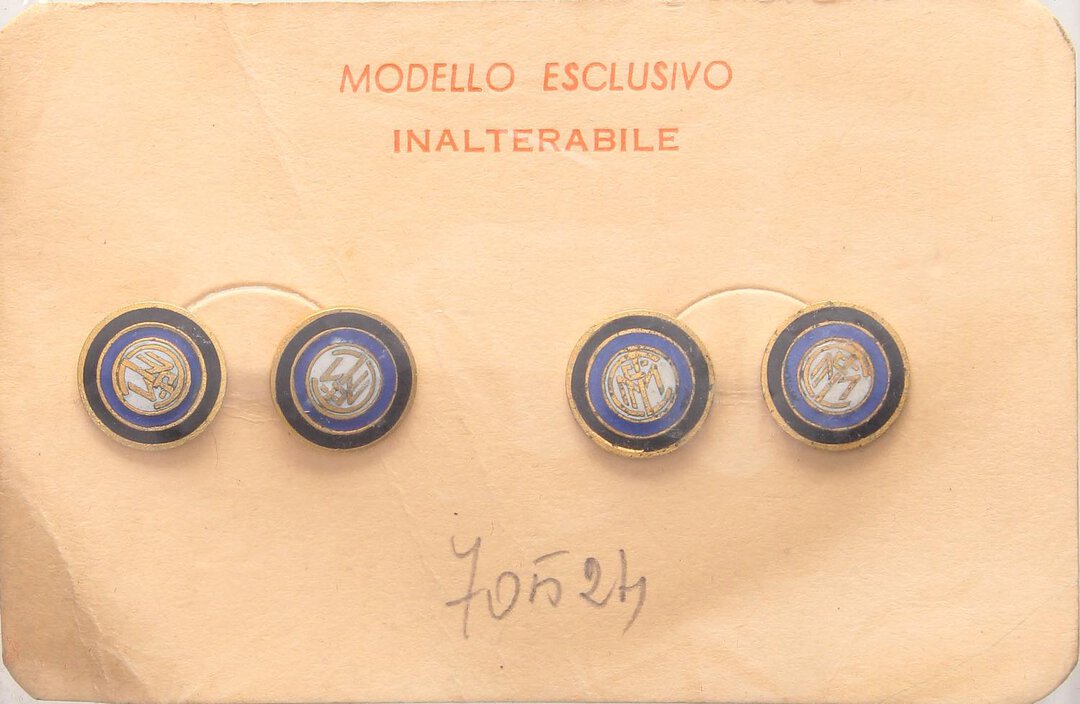 MODELLO ESCLUSIVO
INALTERABILE
70524